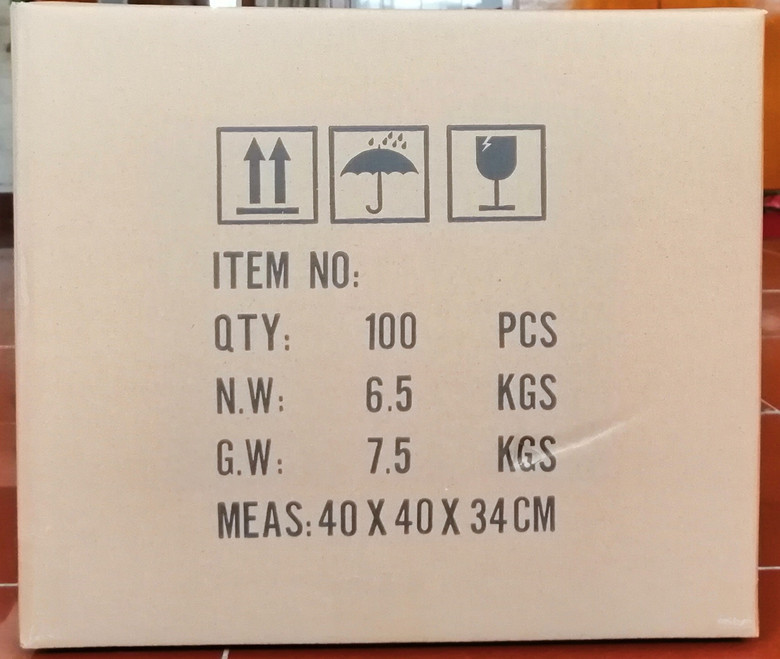 ITEM NO:
QTY: 100 PCS
N.W: 6.5 KGS
G.W: 7.5 KGS
MEAS: 40 X 40 X 34 CM